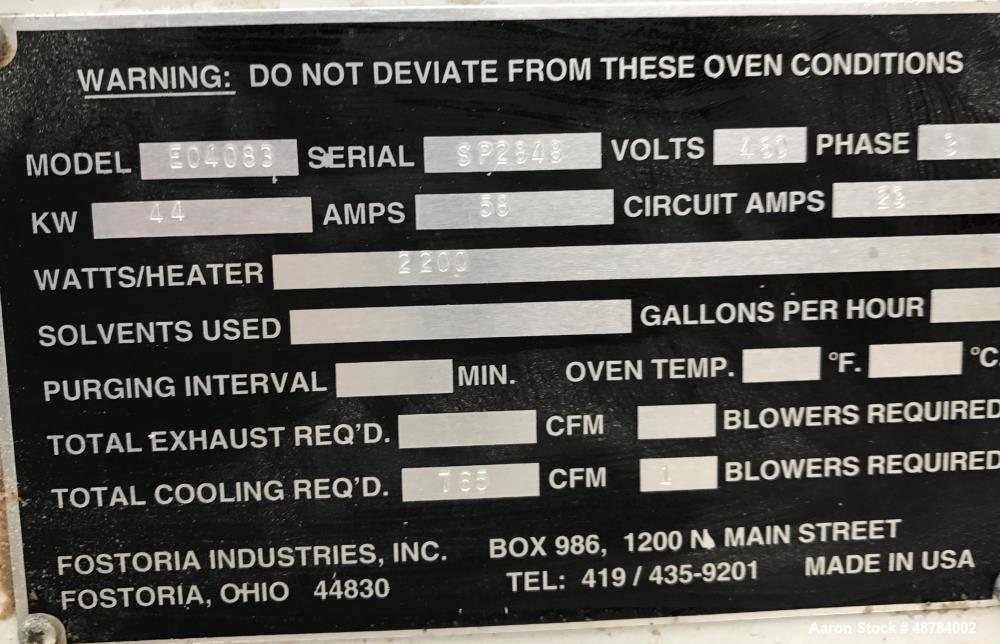 WARNING: DO NOT DEVIATE FROM THESE OVEN CONDITIONS
MODEL E04083 SERIAL SP2848 VOLTS 460 PHASE 3
KW 44 AMPS 56 CIRCUIT AMPS
WATTS/HEATER 2200
SOLVENTS USED GALLONS PER HOUR
PURGING INTERVAL MIN. OVEN TEMP. °F. °C
TOTAL EXHAUST REQ'D. CFM BLOWERS REQUIRED
TOTAL COOLING REQ'D. 765 CFM 1 BLOWERS REQUIRED
FOSTORIA INDUSTRIES, INC. BOX 986, 1200 N. MAIN STREET
FOSTORIA, OHIO 44830 TEL: 419 / 435-9201 MADE IN USA
Aaron Stock # 48784002